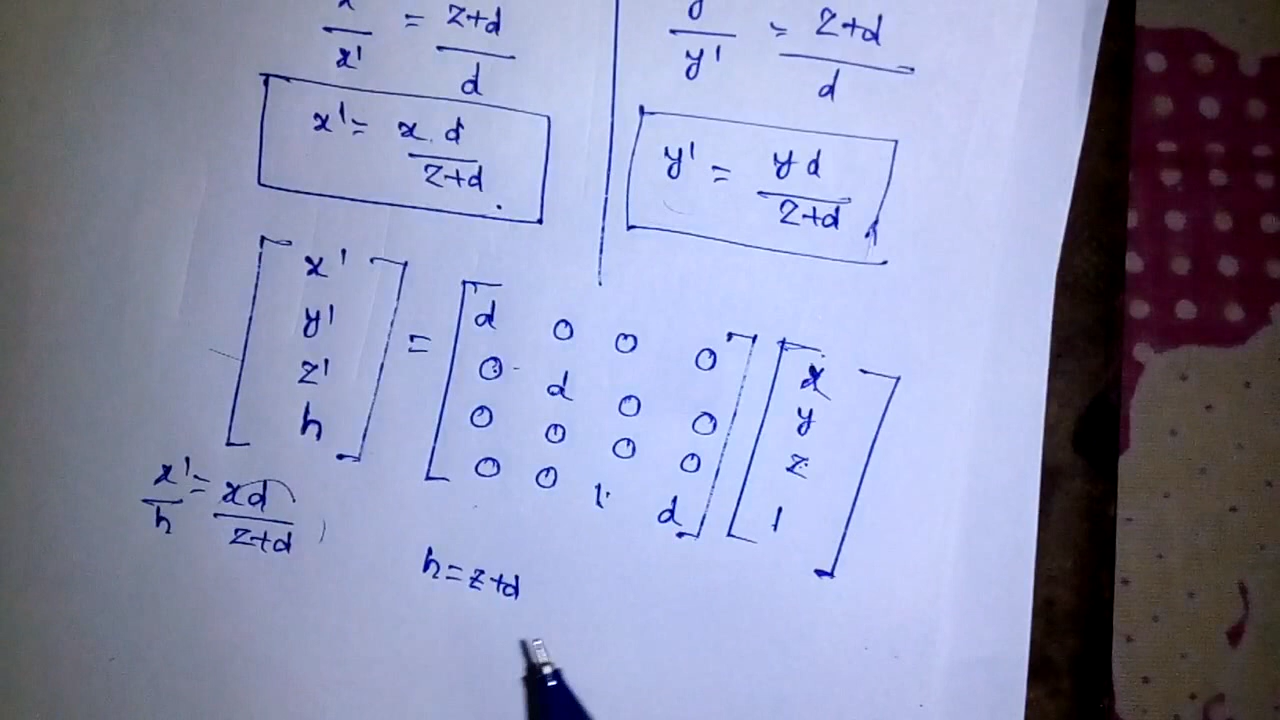 x/x' = z+d/d
y/y' = z+d/d
x' = x.d/z+d
y' = yd/z+d
[x' y' z' h] = [d 0 0 0
0 d 0 0
0 0 0 0
0 0 1 d] [x y z 1]
x'/h = xd/z+d
h = z+d